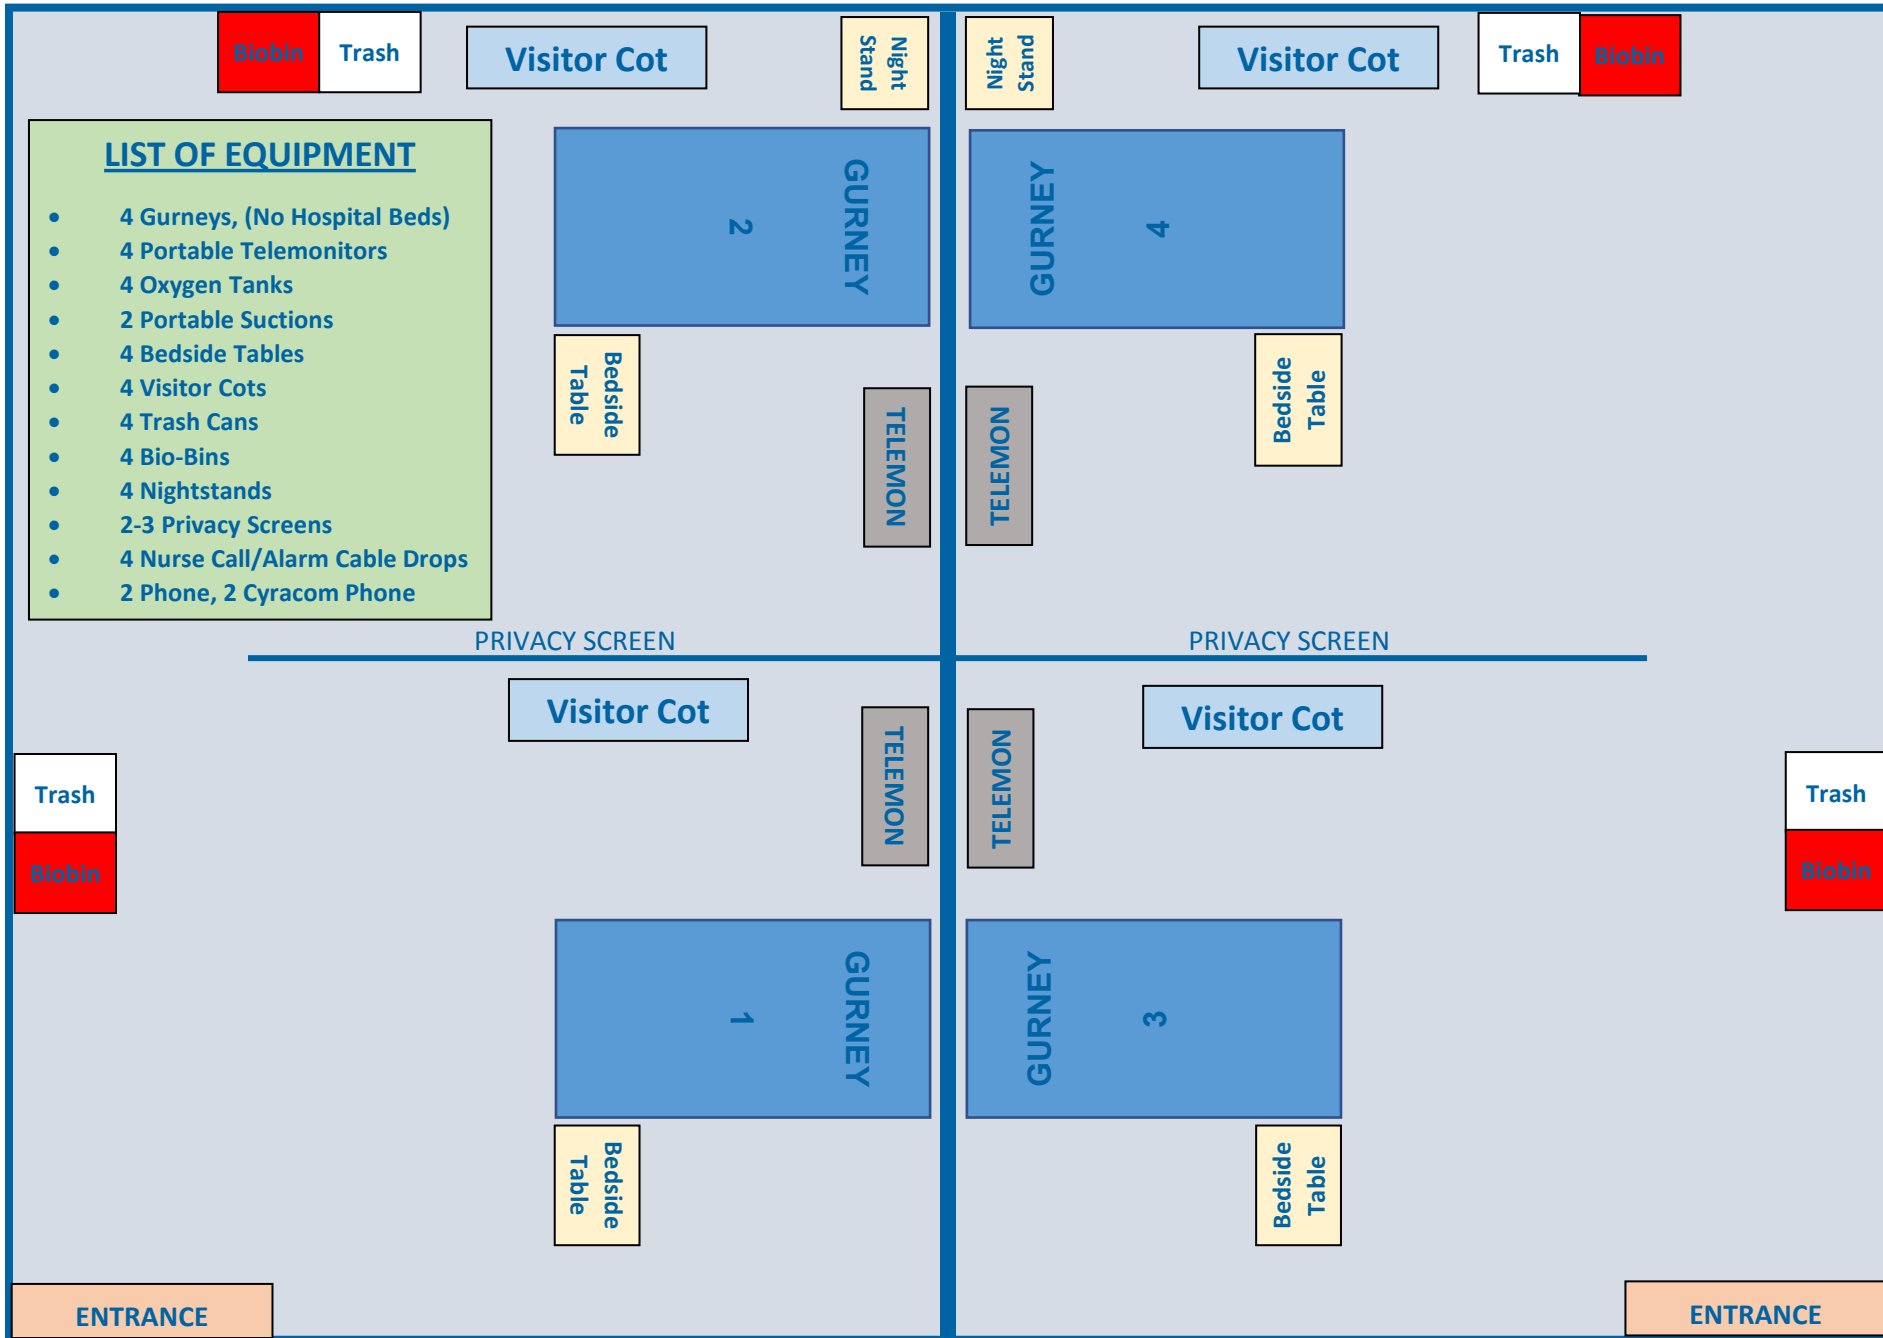 Biobin
Trash
Visitor Cot
Night
Stand
Night
Stand
Visitor Cot
Trash
Biobin
LIST OF EQUIPMENT
• 4 Gurneys, (No Hospital Beds)
• 4 Portable Telemonitors
• 4 Oxygen Tanks
• 2 Portable Suctions
• 4 Bedside Tables
• 4 Visitor Cots
• 4 Trash Cans
• 4 Bio-Bins
• 4 Nightstands
• 2-3 Privacy Screens
• 4 Nurse Call/Alarm Cable Drops
• 2 Phone, 2 Cyracom Phone
GURNEY
2
GURNEY
4
Bedside
Table
TELEMON
TELEMON
Bedside
Table
PRIVACY SCREEN
PRIVACY SCREEN
Visitor Cot
TELEMON
TELEMON
Visitor Cot
Trash
Biobin
Trash
Biobin
GURNEY
1
GURNEY
3
Bedside
Table
Bedside
Table
ENTRANCE
ENTRANCE